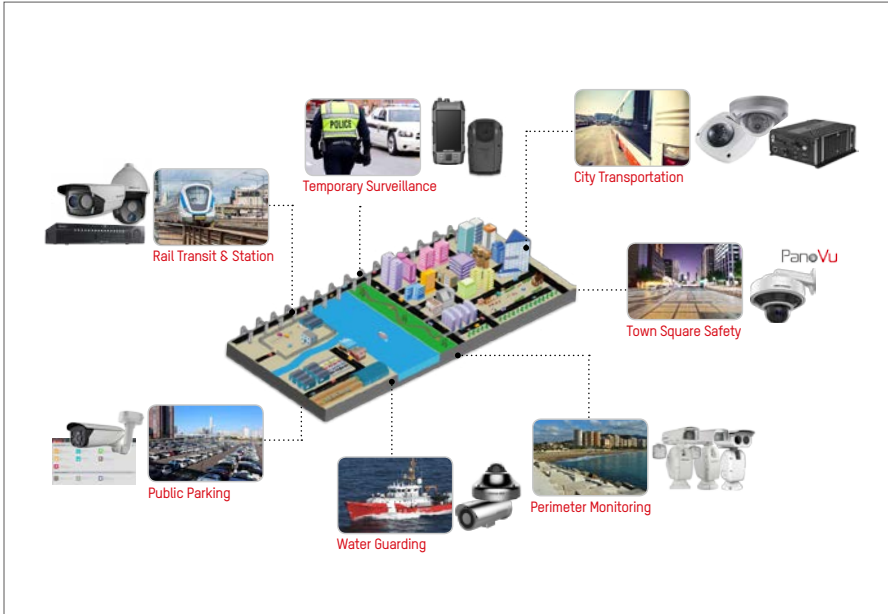 POLICE
Temporary Surveillance
City Transportation
Rail Transit & Station
PanoVu
Town Square Safety
Public Parking
Perimeter Monitoring
Water Guarding